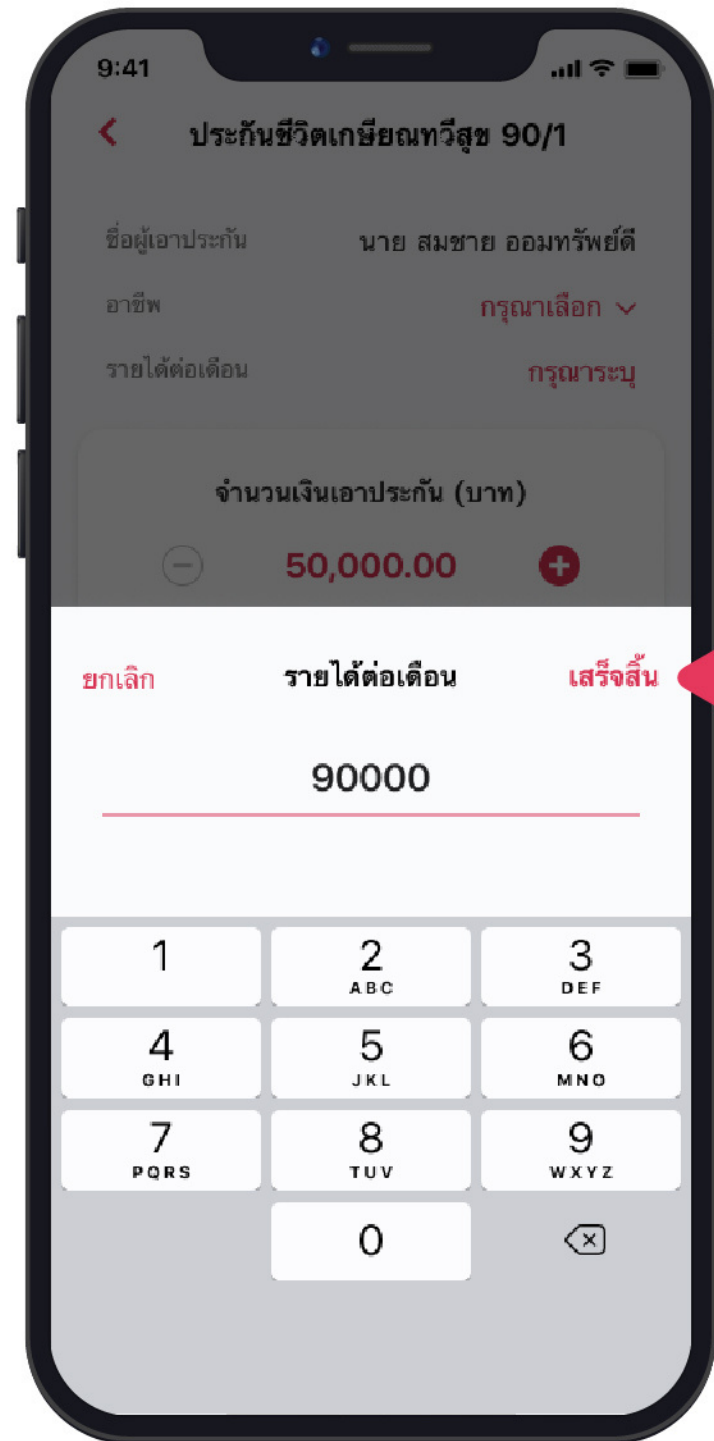 9:41
ประกันชีวิตเกษียณทวีสุข 90/1
ชื่อผู้เอาประกัน นาย สมชาย ออมทรัพย์ดี
อาชีพ กรุณาเลือก
รายได้ต่อเดือน กรุณาระบุ
จำนวนเงินเอาประกัน (บาท)
50,000.00
ยกเลิก รายได้ต่อเดือน เสร็จสิ้น
90000
1 2 3
ABC DEF
4 5 6
GHI JKL MNO
7 8 9
PQRS TUV WXYZ
0